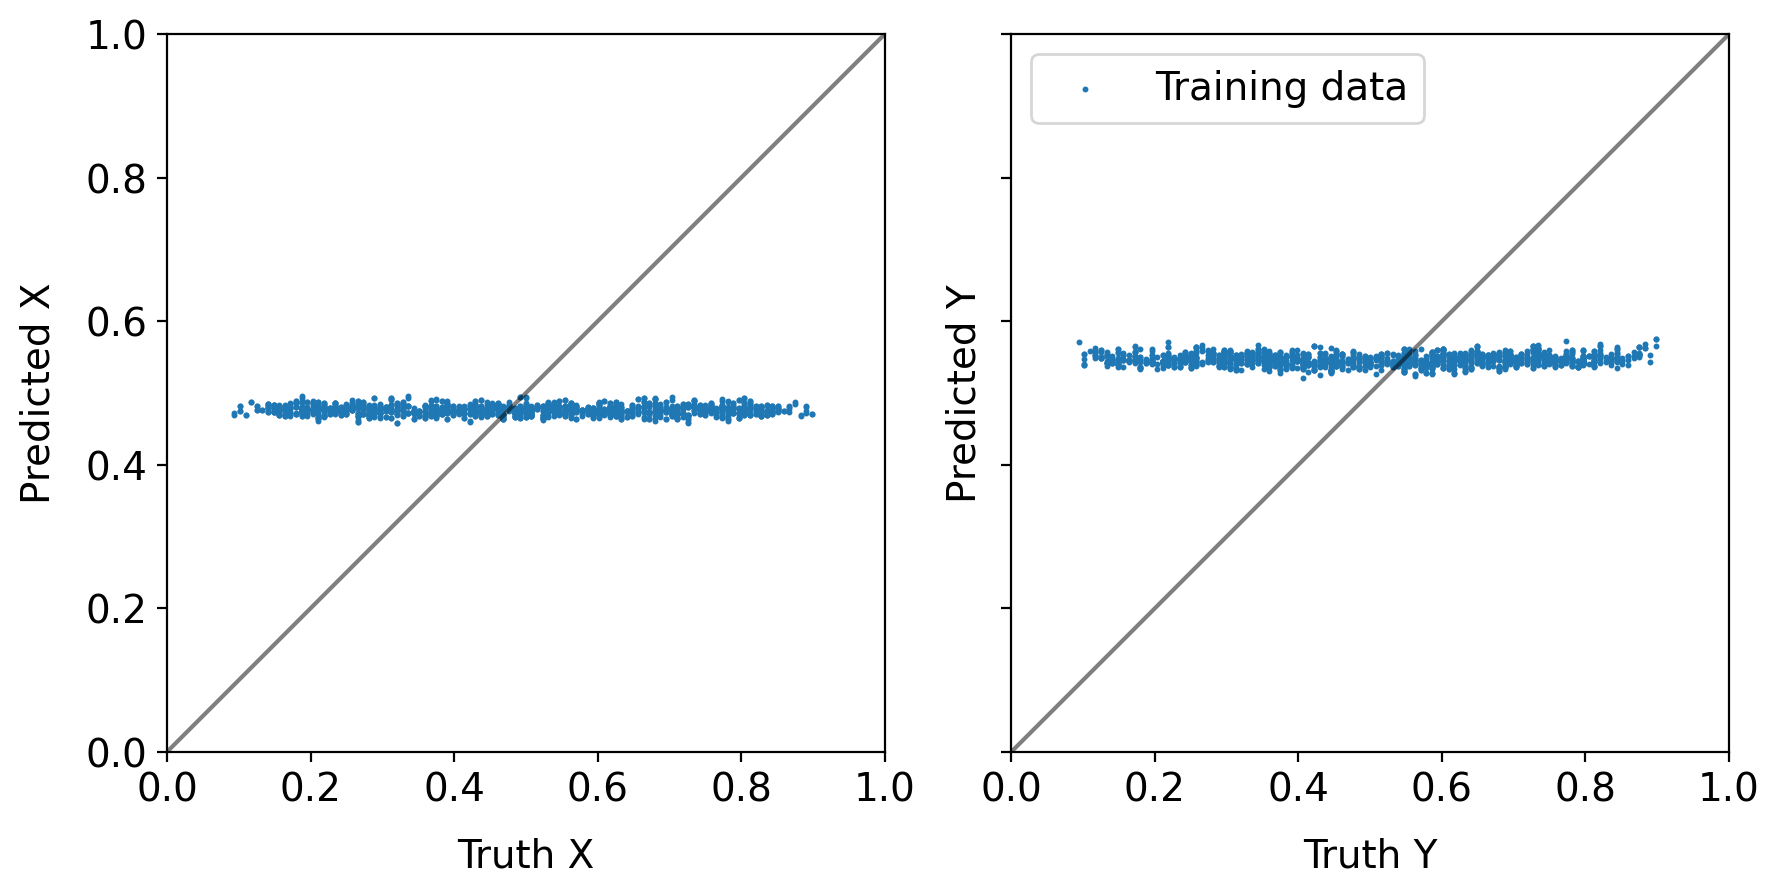 1.0
0.8
0.6
0.4
0.2
0.0
Predicted X
0.0 0.2 0.4 0.6 0.8 1.0
Truth X
Training data
Predicted Y
0.0 0.2 0.4 0.6 0.8 1.0
Truth Y